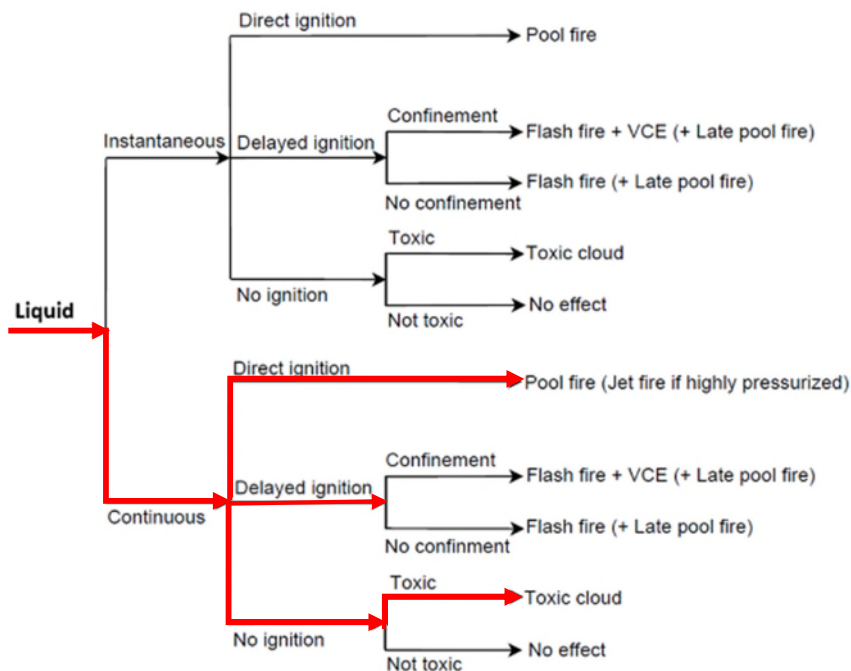 Direct ignition
Pool fire
Confinement
Instantaneous
Delayed ignition
Flash fire + VCE (+ Late pool fire)
Flash fire (+ Late pool fire)
No confinement
Toxic
Toxic cloud
No ignition
No effect
Not toxic
Liquid
Direct ignition
Pool fire (Jet fire if highly pressurized)
Confinement
Flash fire + VCE (+ Late pool fire)
Delayed ignition
Continuous
Flash fire (+ Late pool fire)
No confinment
Toxic
Toxic cloud
No ignition
No effect
Not toxic